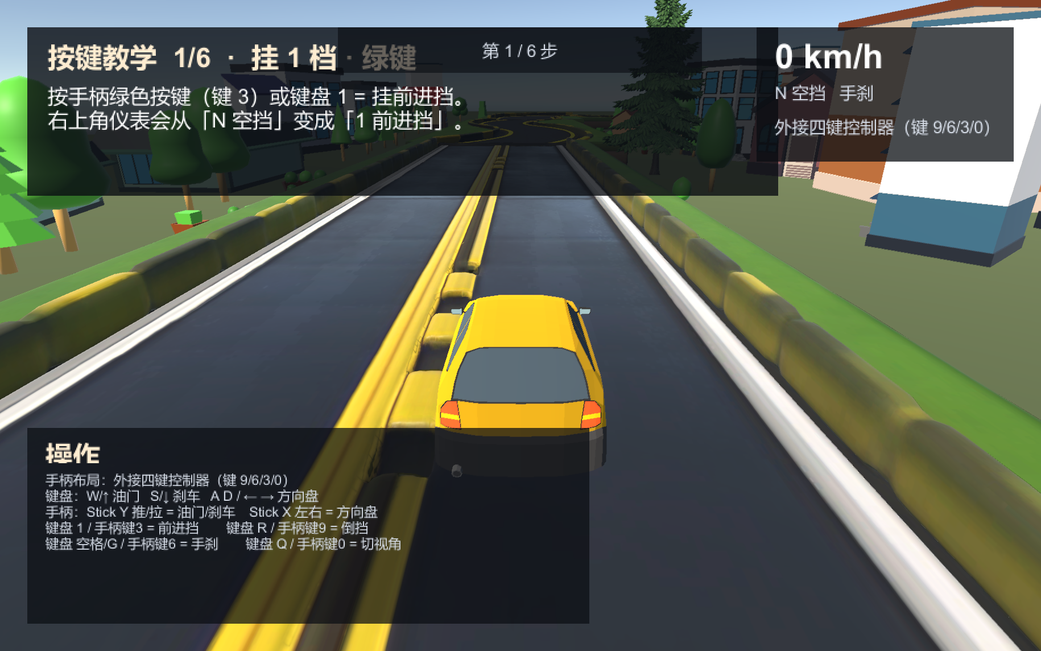 按键教学 1/6 · 挂 1 档 · 绿键
按手柄绿色按键（键 3）或键盘 1 = 挂前进挡。
右上角仪表会从「N 空挡」变成「1 前进挡」。
第 1 / 6 步
0 km/h
N 空挡 手刹
外接四键控制器（键 9/6/3/0）
操作
手柄布局：外接四键控制器（键 9/6/3/0）
键盘：W/↑ 油门 S/↓ 刹车 A D / ← → 方向盘
手柄：Stick Y 推/拉 = 油门/刹车 Stick X 左右 = 方向盘
键盘 1 / 手柄键3 = 前进挡 键盘 R / 手柄键9 = 倒挡
键盘 空格/G / 手柄键6 = 手刹 键盘 Q / 手柄键0 = 切视角